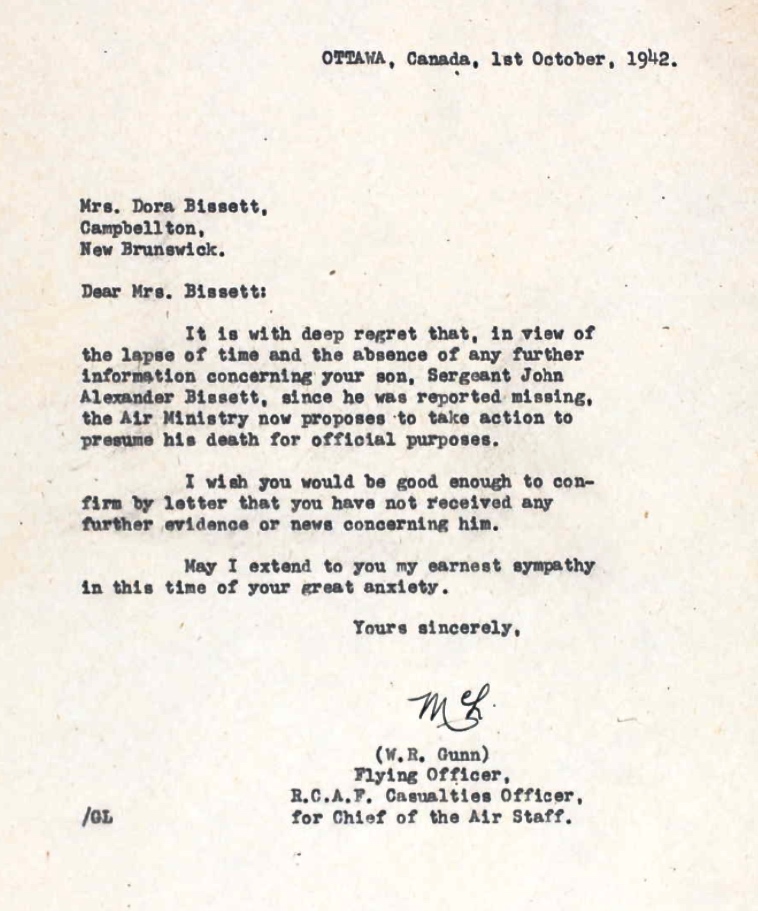 OTTAWA, Canada, 1st October, 1942.
Mrs. Dora Bissett,
Campbellton,
New Brunswick.
Dear Mrs. Bissett:
It is with deep regret that, in view of
the lapse of time and the absence of any further
information concerning your son, Sergeant John
Alexander Bissett, since he was reported missing,
the Air Ministry now proposes to take action to
presume his death for official purposes.
I wish you would be good enough to con-
firm by letter that you have not received any
further evidence or news concerning him.
May I extend to you my earnest sympathy
in this time of your great anxiety.
Yours sincerely,
(W.R. Gunn)
Flying Officer,
R.C.A.F. Casualties Officer,
/GL for Chief of the Air Staff.